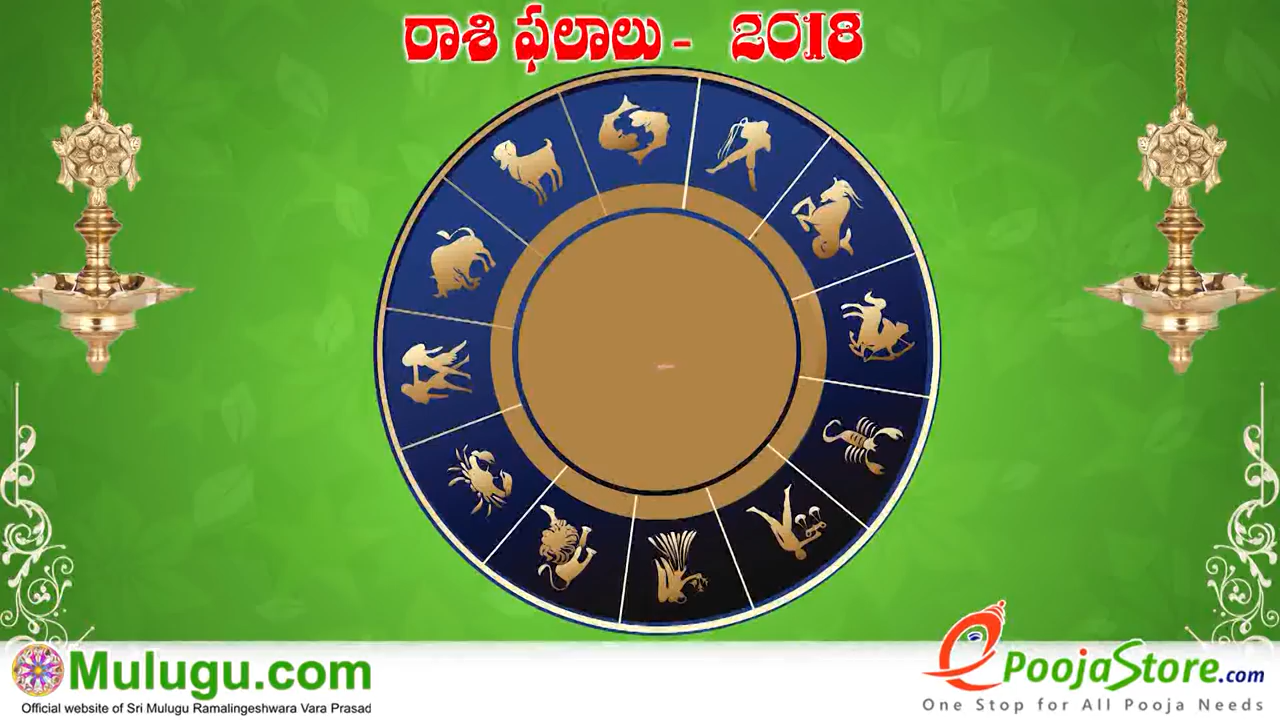 రాశి ఫలాలు - 2018
Mulugu.com
Official website of Sri Mulugu Ramalingeshwara Vara Prasad
ePoojaStore.com
One Stop for All Pooja Needs